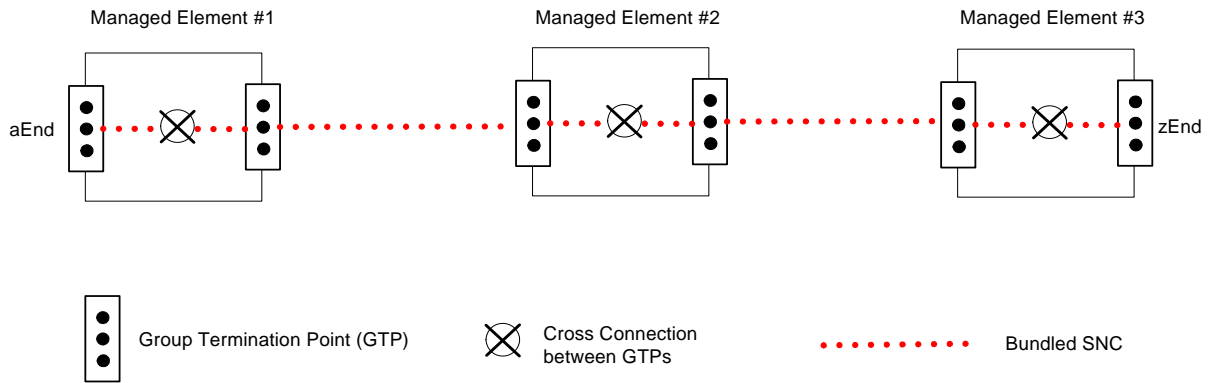 Managed Element #1
Managed Element #2
Managed Element #3
aEnd
zEnd
Group Termination Point (GTP)
Cross Connection
between GTPs
Bundled SNC